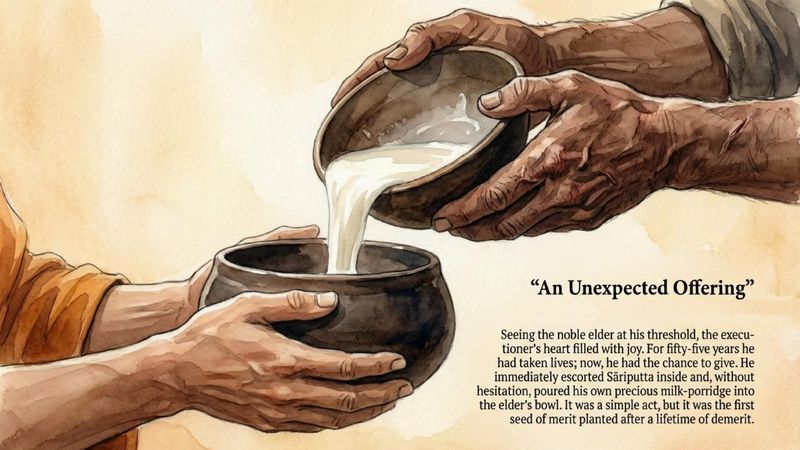 “An Unexpected Offering”
Seeing the noble elder at his threshold, the execu-
tioner’s heart filled with joy. For fifty-five years he
had taken lives; now, he had the chance to give. He
immediately escorted Sāriputta inside and, without
hesitation, poured his own precious milk-porridge into
the elder’s bowl. It was a simple act, but it was the first
seed of merit planted after a lifetime of demerit.